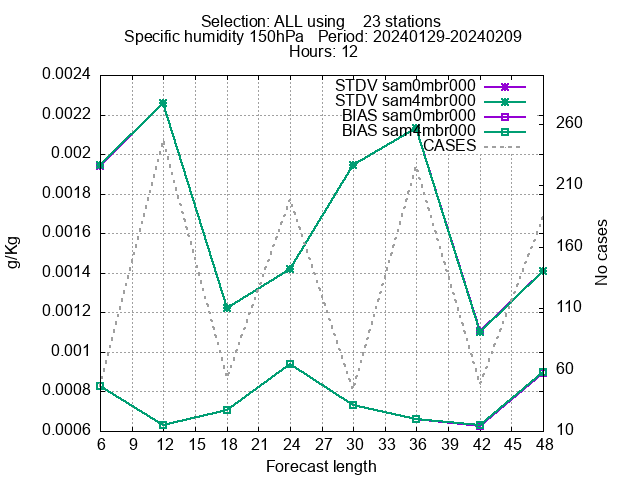 Selection: ALL using    23 stations
Specific humidity 150hPa   Period: 20240129-20240209
Hours: 12
STDV sam0mbr000
STDV sam4mbr000
BIAS sam0mbr000
BIAS sam4mbr000
CASES
0.0024
0.0022
0.002
0.0018
0.0016
0.0014
0.0012
0.001
0.0008
0.0006
g/Kg
260
210
160
110
60
10
No cases
6 9 12 15 18 21 24 27 30 33 36 39 42 45 48
Forecast length